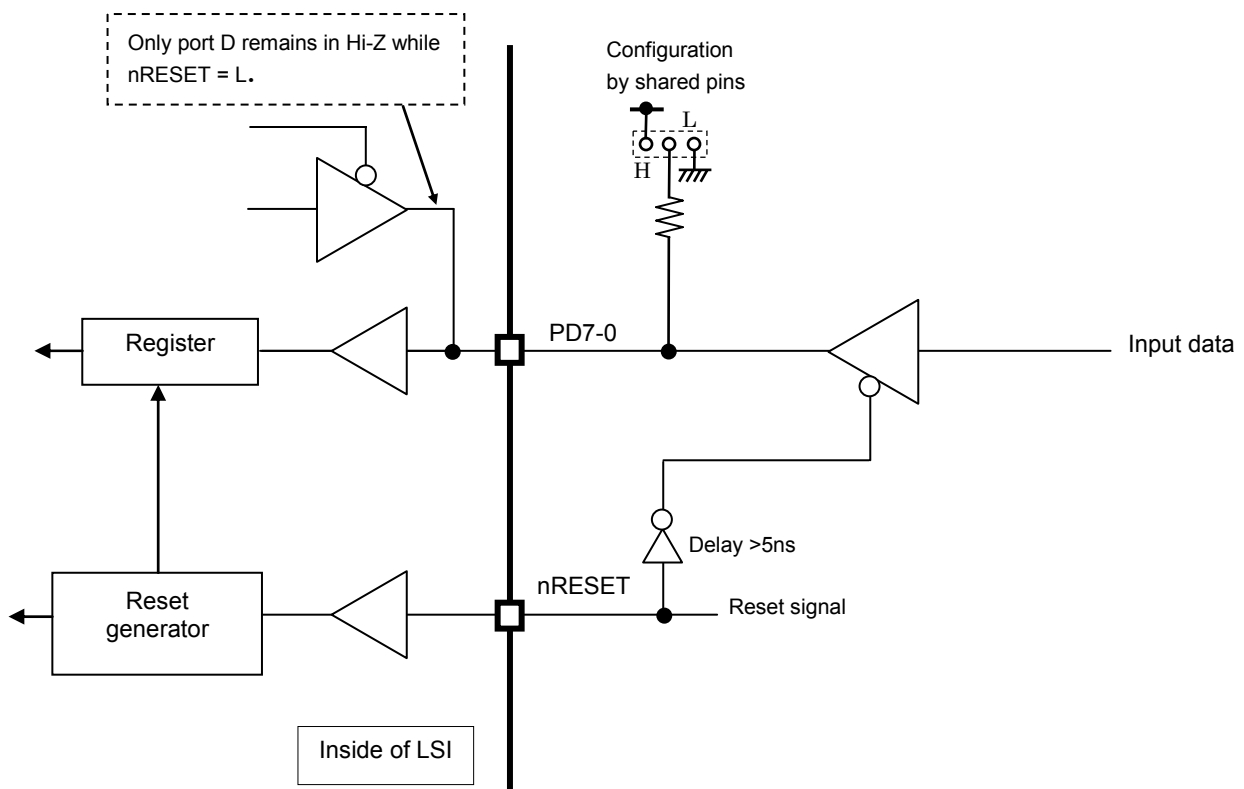 Only port D remains in Hi-Z while
nRESET = L.
Configuration
by shared pins
L
H
PD7-0
Register
Input data
Delay >5ns
nRESET
Reset signal
Reset
generator
Inside of LSI